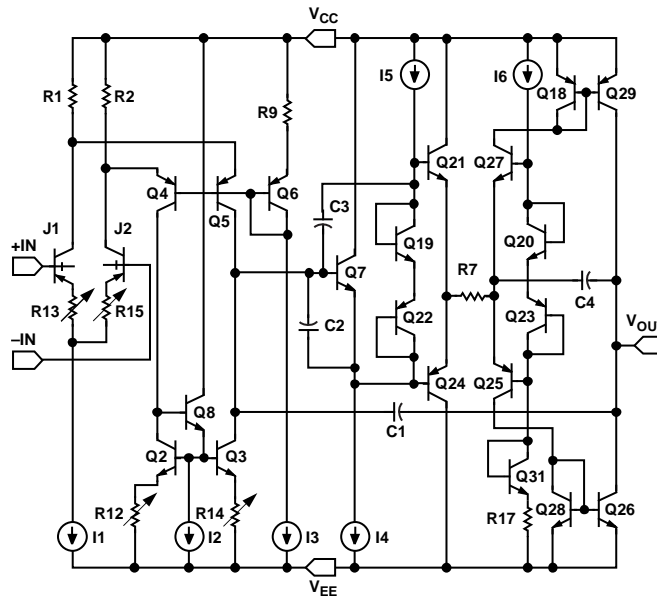 VCC
R1
R2
R9
I5
I6
Q18
Q29
Q21
Q27
Q4
Q5
Q6
J1
J2
C3
Q19
Q20
+IN
Q7
R7
C4
R13
R15
C2
Q22
Q23
VOUT
–IN
Q24
Q25
Q8
C1
Q2
Q3
Q31
R12
R14
R17
Q28
Q26
I1
I2
I3
I4
VEE